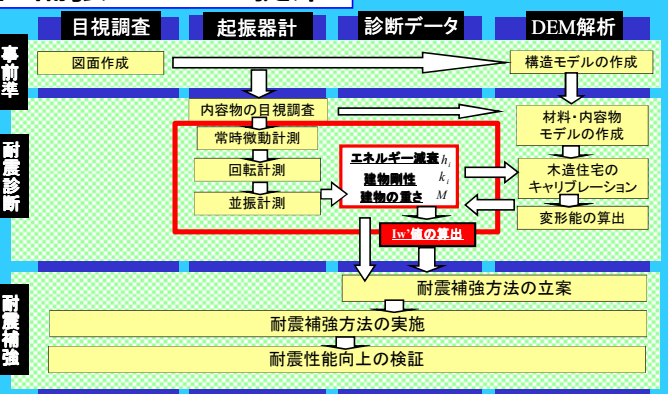 目視調査
起振器計
診断データ
DEM解析
事前準
図面作成
構造モデルの作成
耐震診断
内容物の目視調査
材料・内容物
モデルの作成
常時微動計測
回転計測
並振計測
エネルギー減衰 hi
建物剛性 ki
建物の重さ M
木造住宅の
キャリブレーション
変形能の算出
Iw’値の算出
耐震補強
耐震補強方法の立案
耐震補強方法の実施
耐震性能向上の検証